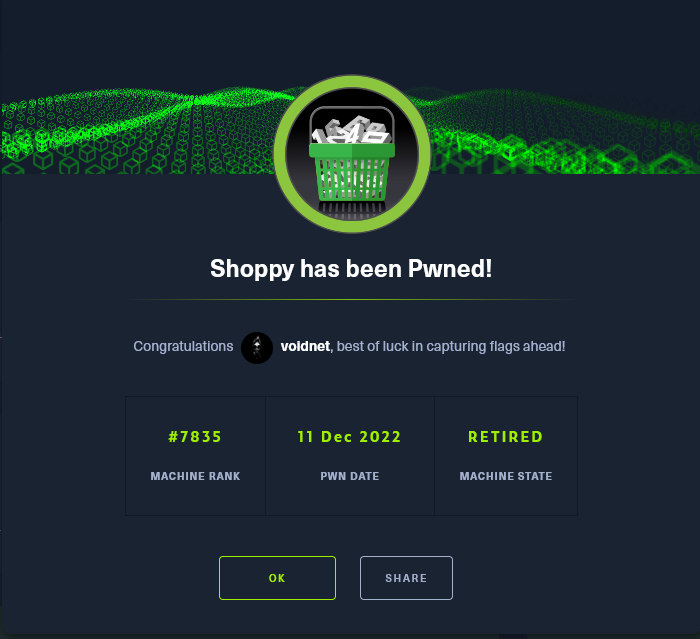 Shoppy has been Pwned!
Congratulations voldnet, best of luck in capturing flags ahead!
#7835 11 Dec 2022 RETIRED
MACHINE RANK PWN DATE MACHINE STATE
OK SHARE